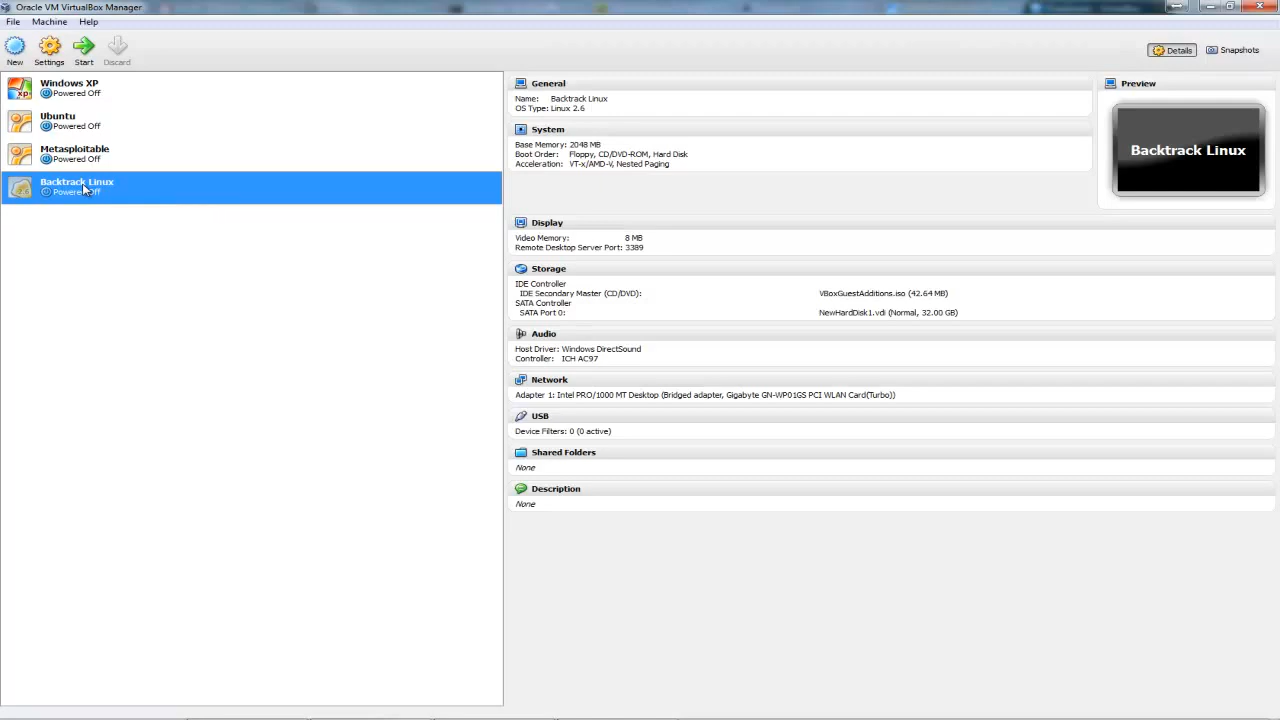 Oracle VM VirtualBox Manager
File Machine Help
New Settings Start Discard
Details Snapshots
Windows XP
Powered Off
Ubuntu
Powered Off
Metasploitable
Powered Off
Backtrack Linux
Powered Off
General
Name: Backtrack Linux
OS Type: Linux 2.6
System
Base Memory: 2048 MB
Boot Order: Floppy, CD/DVD-ROM, Hard Disk
Acceleration: VT-x/AMD-V, Nested Paging
Preview
Backtrack Linux
Display
Video Memory: 8 MB
Remote Desktop Server Port: 3389
Storage
IDE Controller
IDE Secondary Master (CD/DVD): VBoxGuestAdditions.iso (42.64 MB)
SATA Controller
SATA Port 0: NewHardDisk1.vdi (Normal, 32.00 GB)
Audio
Host Driver: Windows DirectSound
Controller: ICH AC97
Network
Adapter 1: Intel PRO/1000 MT Desktop (Bridged adapter, Gigabyte GN-WP01GS PCI WLAN Card(Turbo))
USB
Device Filters: 0 (0 active)
Shared Folders
None
Description
None